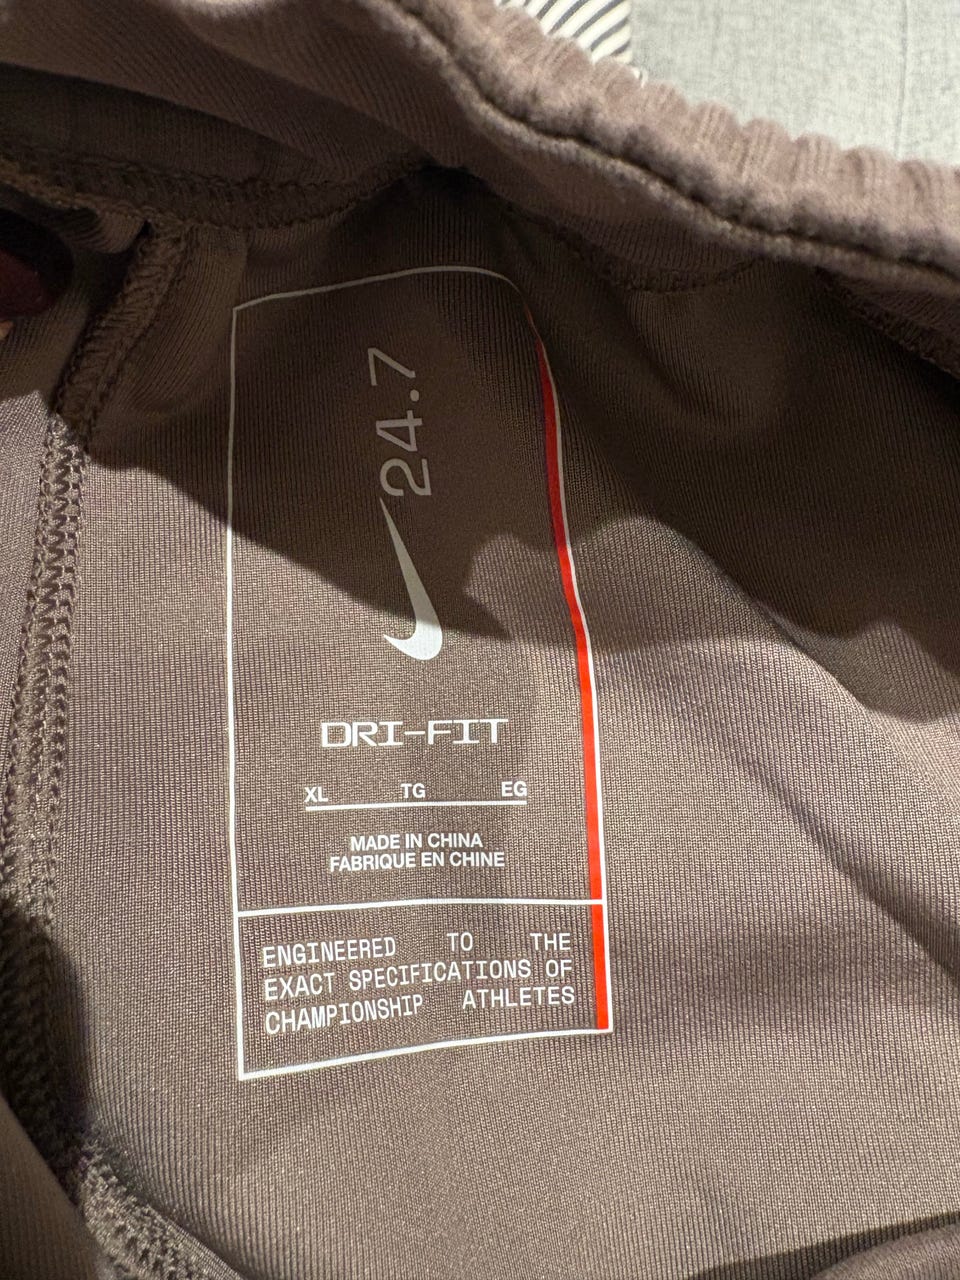 24.7
DRI-FIT
XL TG EG
MADE IN CHINA
FABRIQUE EN CHINE
ENGINEERED TO THE
EXACT SPECIFICATIONS OF
CHAMPIONSHIP ATHLETES